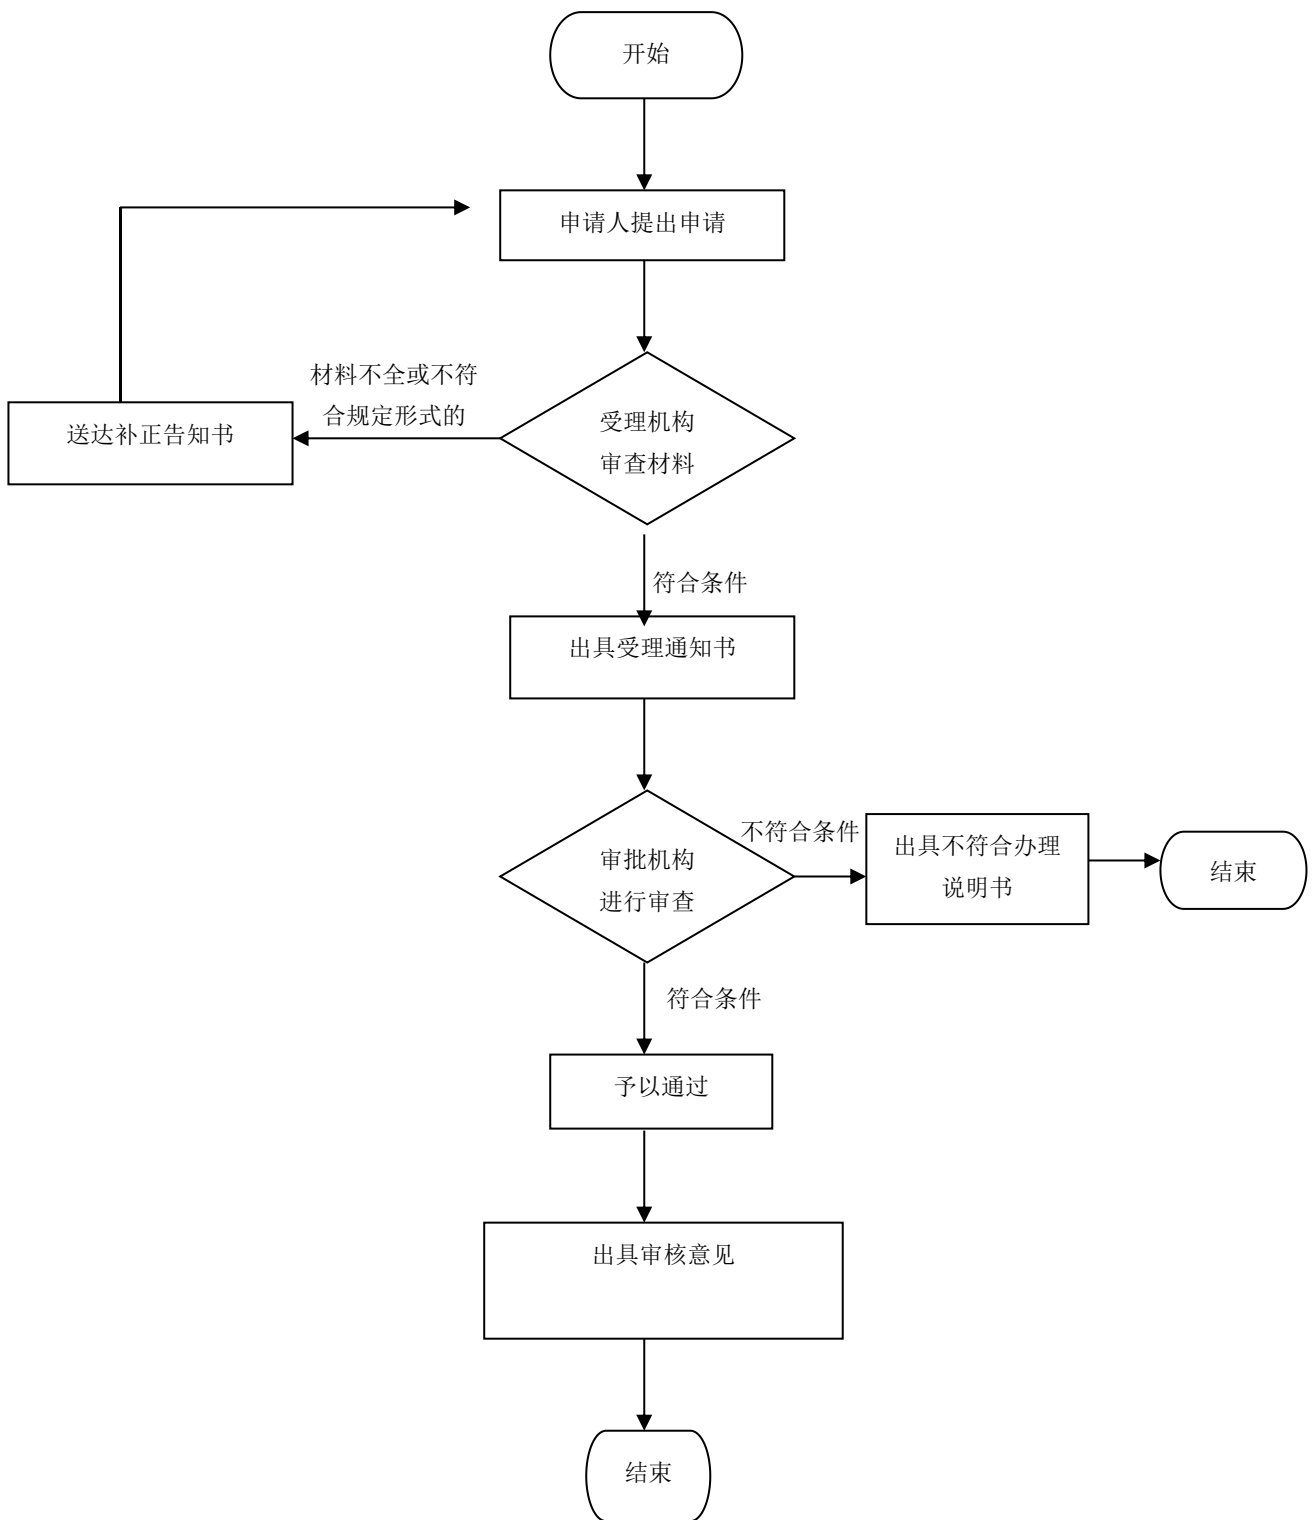 开始
申请人提出申请
材料不全或不符
合规定形式的
送达补正告知书
受理机构
审查材料
符合条件
出具受理通知书
审批机构
进行审查
不符合条件
出具不符合办理
说明书
结束
符合条件
予以通过
出具审核意见
结束